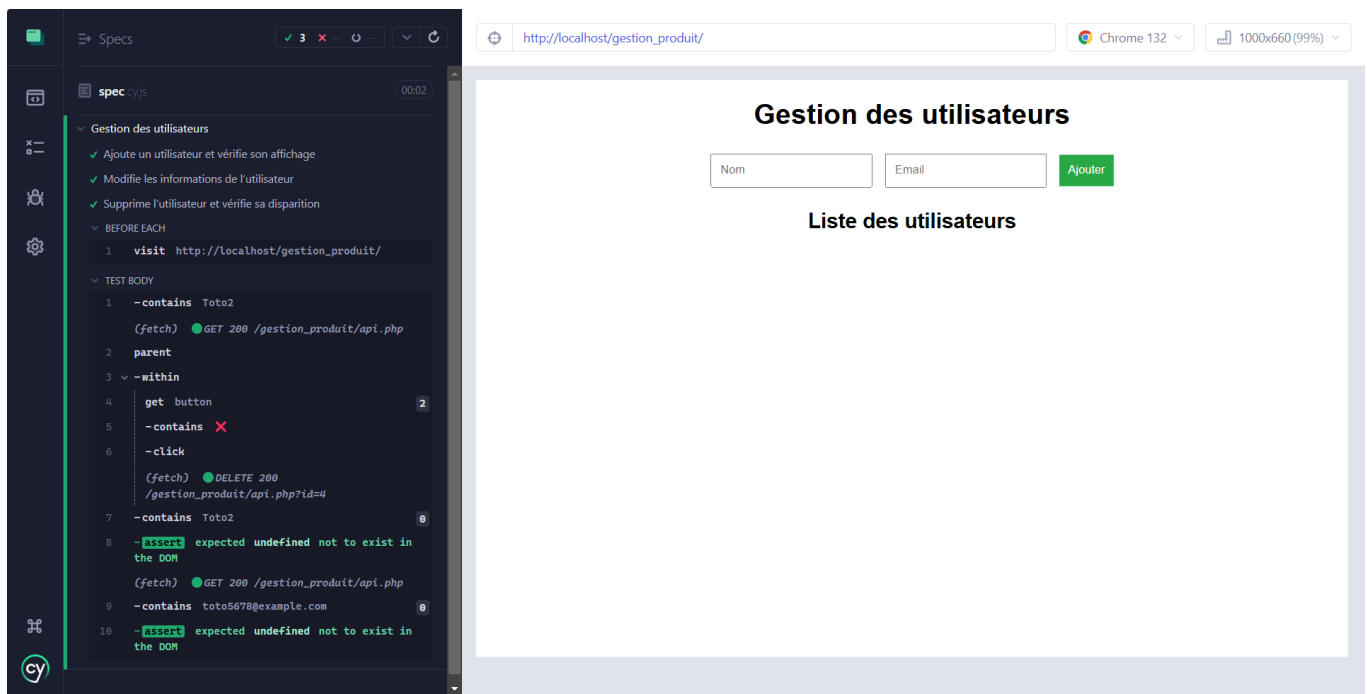 Specs
3 -- --
spec cy.js 00:02
Gestion des utilisateurs
Ajoute un utilisateur et vérifie son affichage
Modifie les informations de l'utilisateur
Supprime l'utilisateur et vérifie sa disparition
BEFORE EACH
1 visit http://localhost/gestion_produit/
TEST BODY
1 -contains Toto2
(fetch) GET 200 /gestion_produit/api.php
2 parent
3 -within
4 get button 2
5 -contains ❌
6 -click
(fetch) DELETE 200
/gestion_produit/api.php?id=4
7 -contains Toto2 0
8 -assert expected undefined not to exist in
the DOM
(fetch) GET 200 /gestion_produit/api.php
9 -contains toto5678@example.com 0
10 -assert expected undefined not to exist in
the DOM
cy
http://localhost/gestion_produit/
Chrome 132
1000x660 (99%)
Gestion des utilisateurs
Nom Email Ajouter
Liste des utilisateurs